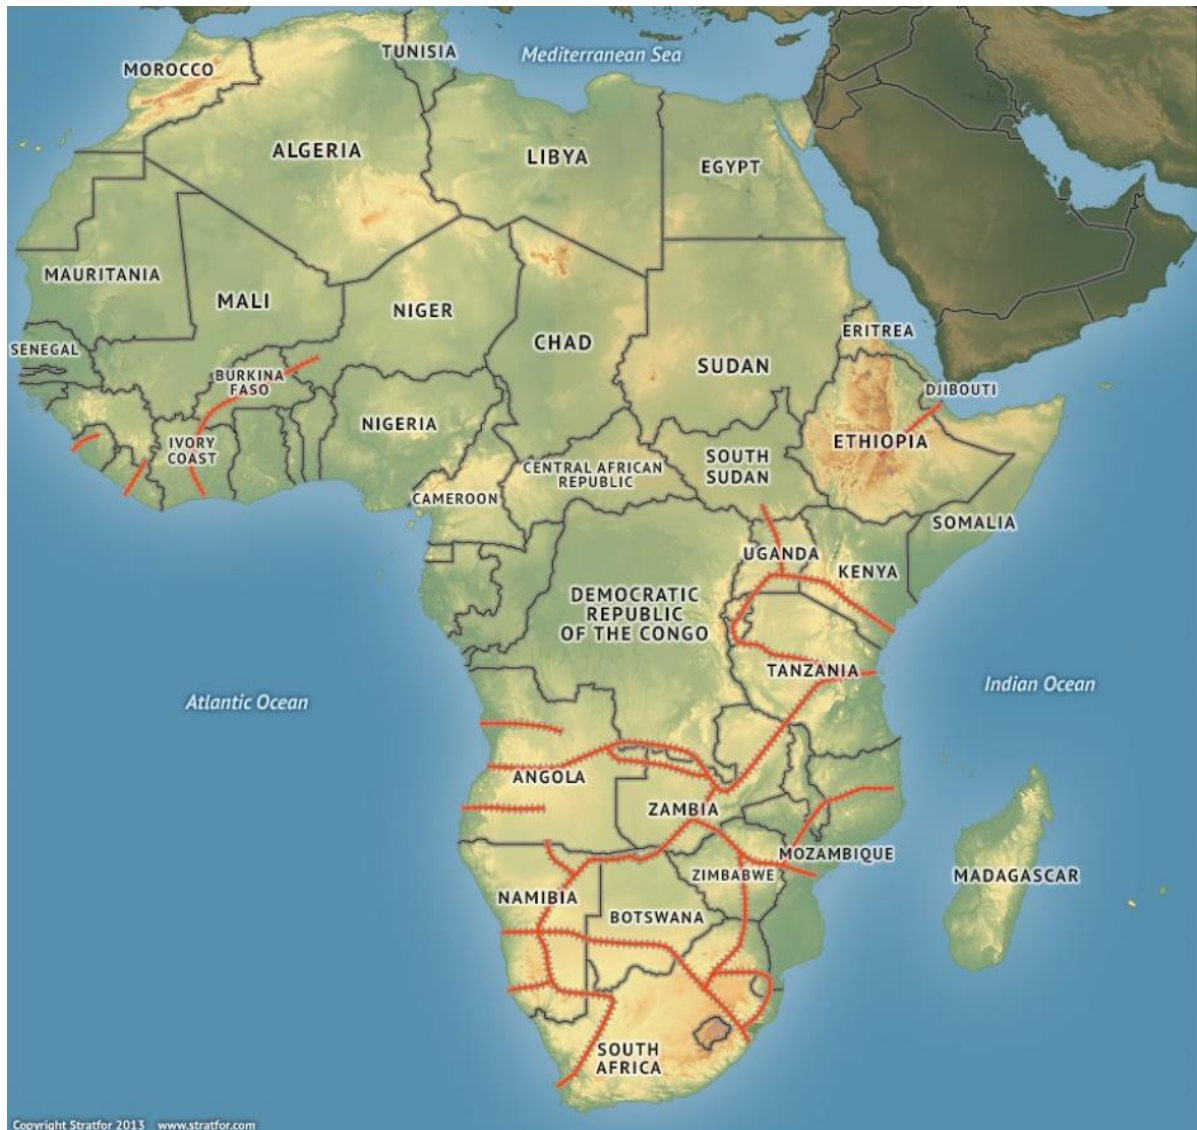 TUNISIA
Mediterranean Sea
MOROCCO
ALGERIA
LIBYA
EGYPT
MAURITANIA
MALI
NIGER
CHAD
SUDAN
ERITREA
SENEGAL
BURKINA
FASO
DJIBOUTI
NIGERIA
IVORY
COAST
ETHIOPIA
SOUTH
SUDAN
CENTRAL AFRICAN
REPUBLIC
CAMEROON
SOMALIA
UGANDA
KENYA
DEMOCRATIC
REPUBLIC
OF THE CONGO
TANZANIA
Atlantic Ocean
Indian Ocean
ANGOLA
ZAMBIA
MOZAMBIQUE
ZIMBABWE
MADAGASCAR
NAMIBIA
BOTSWANA
SOUTH
AFRICA
Copyright Stratfor 2013 www.stratfor.com